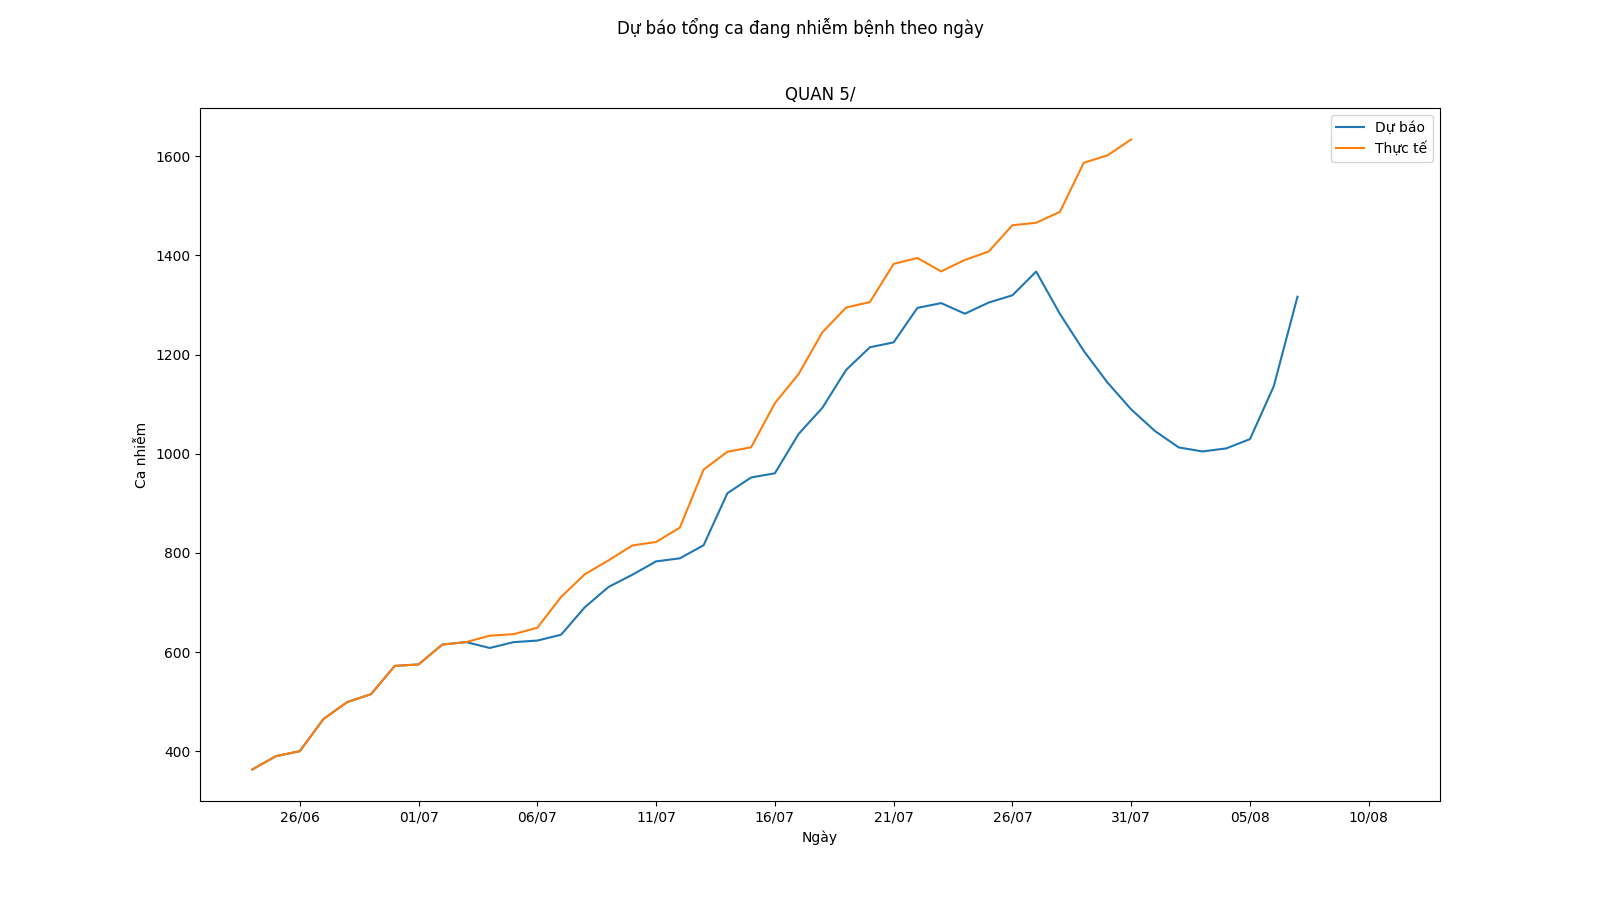 Dự báo tổng ca đang nhiễm bệnh theo ngày
QUAN 5/
Dự báo
Thực tế
1600
1400
1200
1000
800
600
400
Ca nhiễm
26/06 01/07 06/07 11/07 16/07 21/07 26/07 31/07 05/08 10/08
Ngày